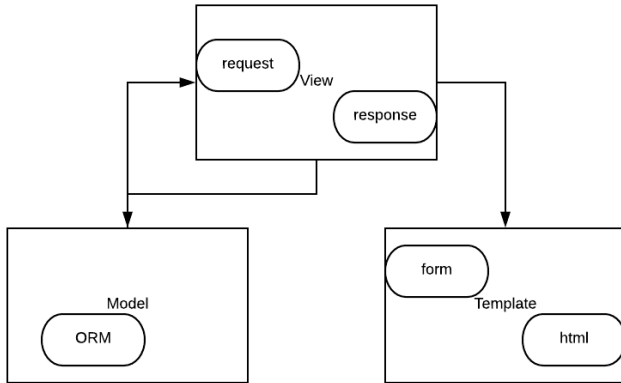 request
View
response
form
Model
Template
ORM
html